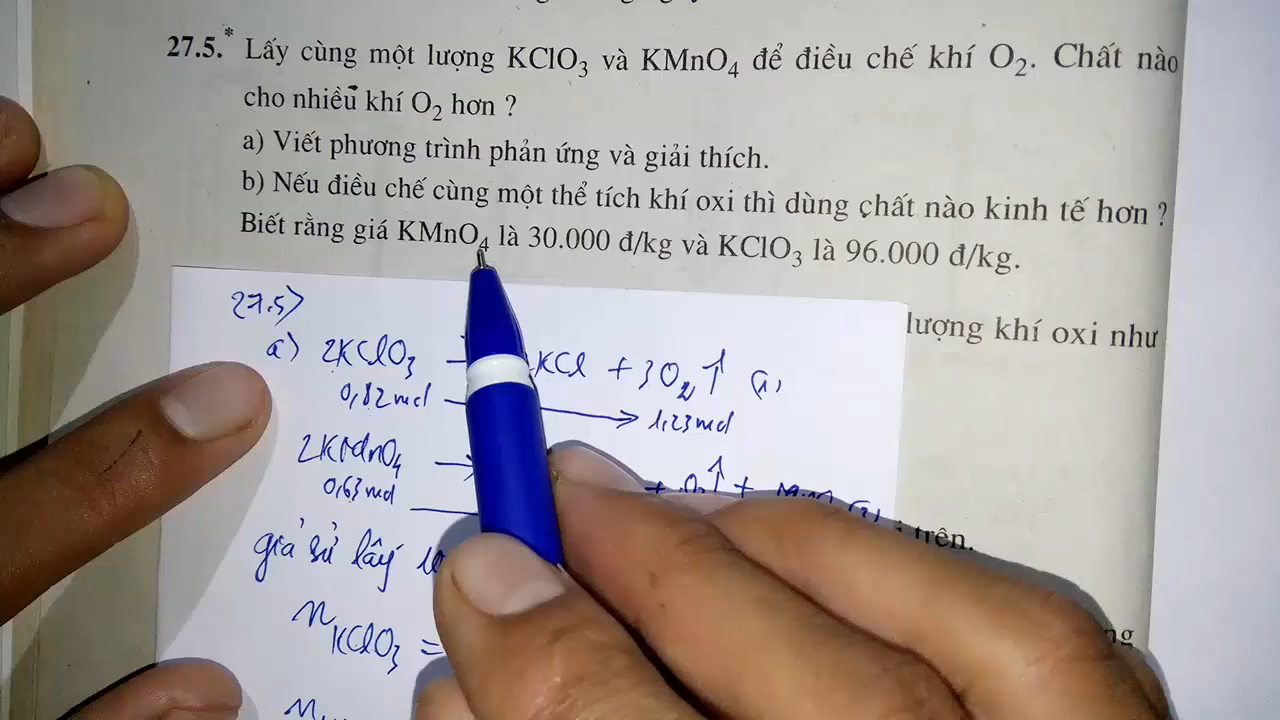 27.5.* Lấy cùng một lượng KClO₃ và KMnO₄ để điều chế khí O₂. Chất nào
cho nhiều khí O₂ hơn ?
a) Viết phương trình phản ứng và giải thích.
b) Nếu điều chế cùng một thể tích khí oxi thì dùng chất nào kinh tế hơn ?
Biết rằng giá KMnO₄ là 30.000 đ/kg và KClO₃ là 96.000 đ/kg.
27.5>
lượng khí oxi như
a) 2KClO₃ → KCl + 3O₂↑ (1)
0,82 mol → 1,23 mol
2KMnO₄ → + O₂↑ +
0,63 mol
trên.
giả sử lấy
n KClO₃ =